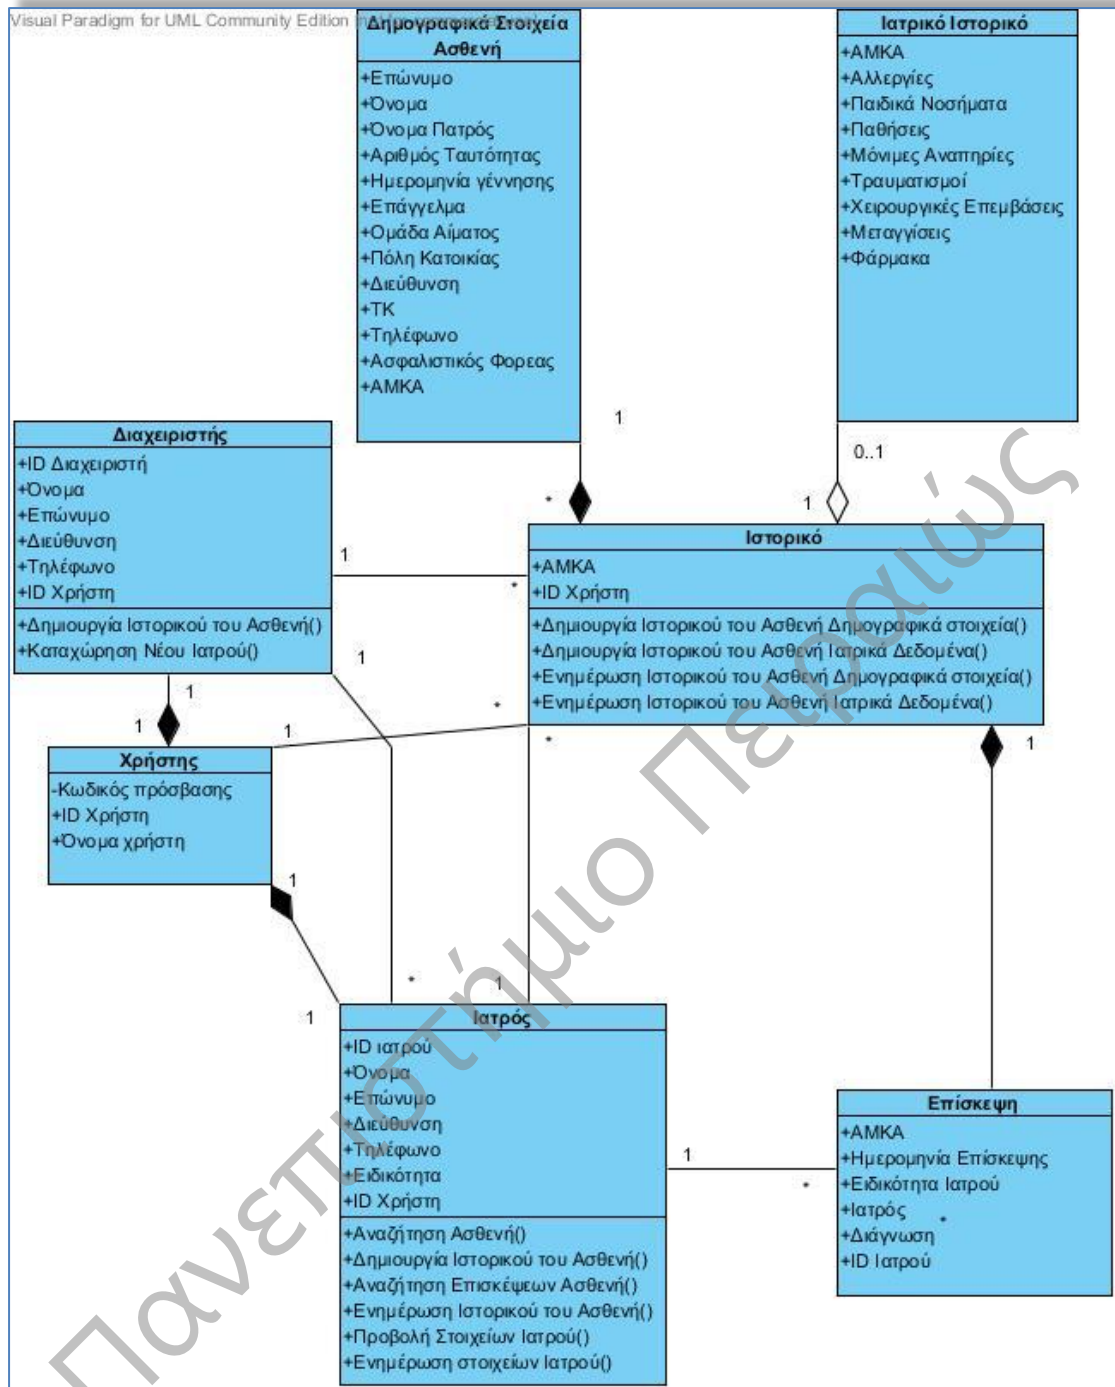 Visual Paradigm for UML Community Edition
Δημογραφικά Στοιχεία
Ασθενή
+Επώνυμο
+Όνομα
+Όνομα Πατρός
+Αριθμός Ταυτότητας
+Ημερομηνία γέννησης
+Επάγγελμα
+Ομάδα Αίματος
+Πόλη Κατοικίας
+Διεύθυνση
+ΤΚ
+Τηλέφωνο
+Ασφαλιστικός Φορεας
+ΑΜΚΑ
Ιατρικό Ιστορικό
+ΑΜΚΑ
+Αλλεργίες
+Παιδικά Νοσήματα
+Παθήσεις
+Μόνιμες Αναπηρίες
+Τραυματισμοί
+Χειρουργικές Επεμβάσεις
+Μεταγγίσεις
+Φάρμακα
1
*
0..1
1
Διαχειριστής
+ID Διαχειριστή
+Όνομα
+Επώνυμο
+Διεύθυνση
+Τηλέφωνο
+ID Χρήστη
+Δημιουργία Ιστορικού του Ασθενή()
+Καταχώρηση Νέου Ιατρού()
1
*
Ιστορικό
+ΑΜΚΑ
+ID Χρήστη
+Δημιουργία Ιστορικού του Ασθενή Δημογραφικά στοιχεία()
+Δημιουργία Ιστορικού του Ασθενή Ιατρικά Δεδομένα()
+Ενημέρωση Ιστορικού του Ασθενή Δημογραφικά στοιχεία()
+Ενημέρωση Ιστορικού του Ασθενή Ιατρικά Δεδομένα()
1
1
1
1
*
*
1
Χρήστης
-Κωδικός πρόσβασης
+ID Χρήστη
+Όνομα χρήστη
1
1
*
1
Ιατρός
+ID ιατρού
+Όνομα
+Επώνυμο
+Διεύθυνση
+Τηλέφωνο
+Ειδικότητα
+ID Χρήστη
+Αναζήτηση Ασθενή()
+Δημιουργία Ιστορικού του Ασθενή()
+Αναζήτηση Επισκέψεων Ασθενή()
+Ενημέρωση Ιστορικού του Ασθενή()
+Προβολή Στοιχείων Ιατρού()
+Ενημέρωση στοιχείων Ιατρού()
1
*
Επίσκεψη
+ΑΜΚΑ
+Ημερομηνία Επίσκεψης
+Ειδικότητα Ιατρού
+Ιατρός
+Διάγνωση
*
+ID Ιατρού
Πανεπιστήμιο Πειραιώς